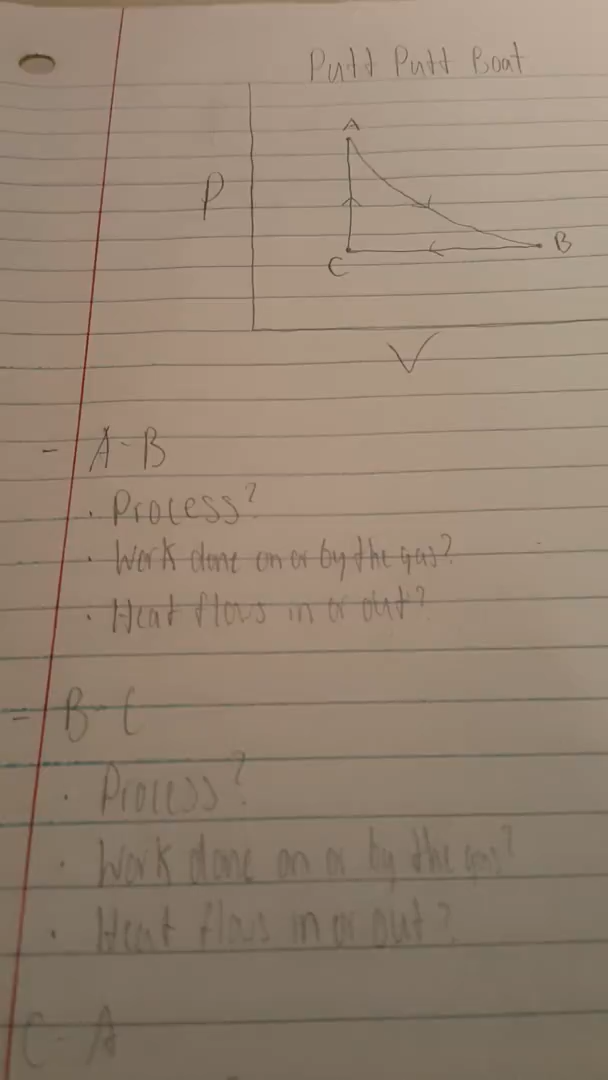 Putt Putt Boat
A
P
B
C
V
- A-B
· Process?
· Work done on or by the gas?
· Heat flows in or out?
= B-C
· Process?
· Work done on or by the gas?
· Heat flows in or out?
C-A